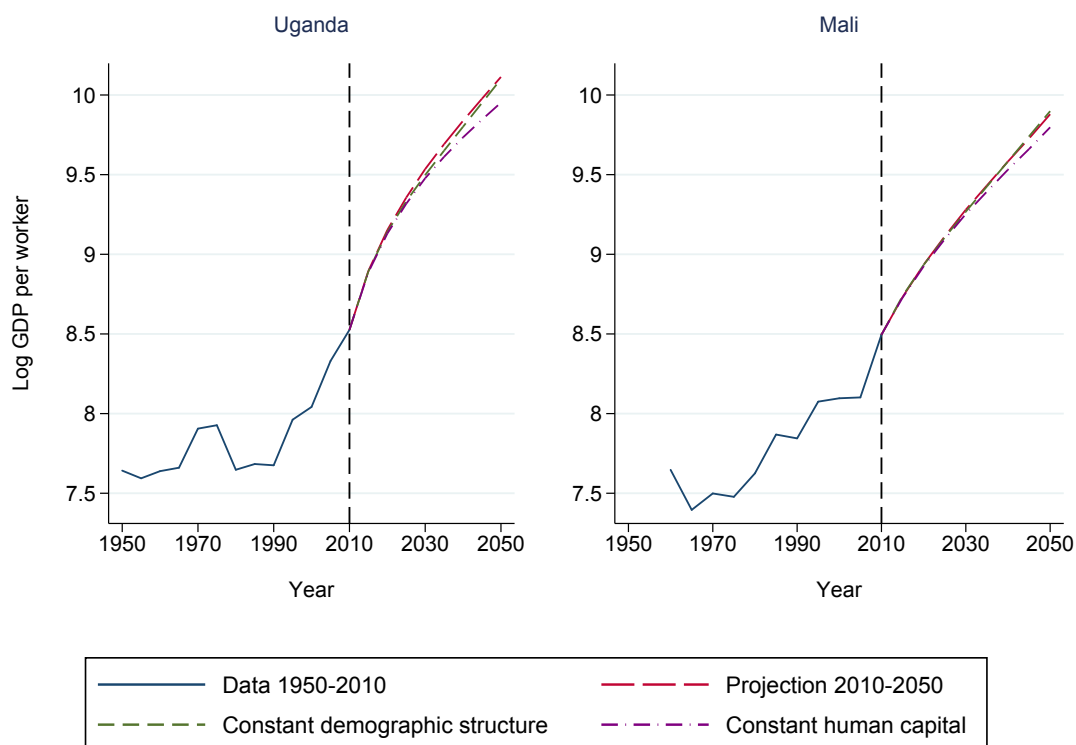 Uganda
Mali
Log GDP per worker
10
9.5
9
8.5
8
7.5
1950 1970 1990 2010 2030 2050
Year
10
9.5
9
8.5
8
7.5
1950 1970 1990 2010 2030 2050
Year
Data 1950-2010
Projection 2010-2050
Constant demographic structure
Constant human capital